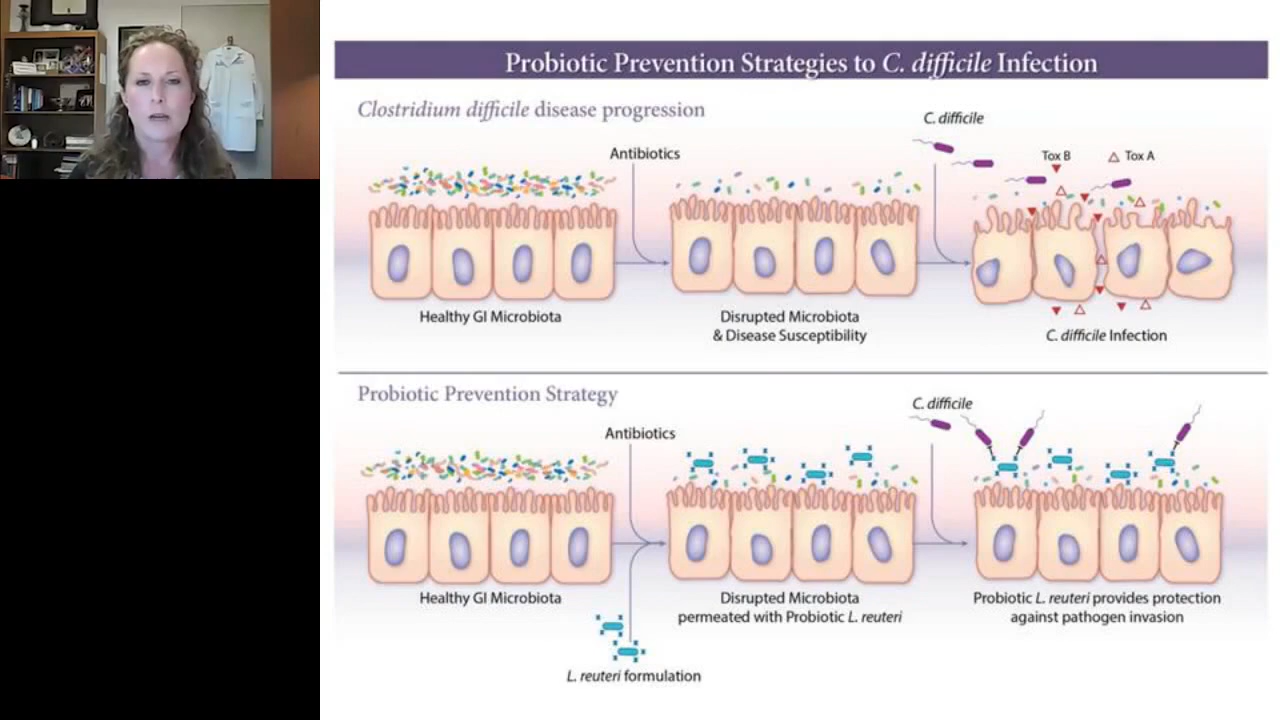 Probiotic Prevention Strategies to C. difficile Infection
Clostridium difficile disease progression
C. difficile
Antibiotics
Tox B
Tox A
Healthy GI Microbiota
Disrupted Microbiota
& Disease Susceptibility
C. difficile Infection
Probiotic Prevention Strategy
C. difficile
Antibiotics
Healthy GI Microbiota
Disrupted Microbiota
permeated with Probiotic L. reuteri
Probiotic L. reuteri provides protection
against pathogen invasion
L. reuteri formulation